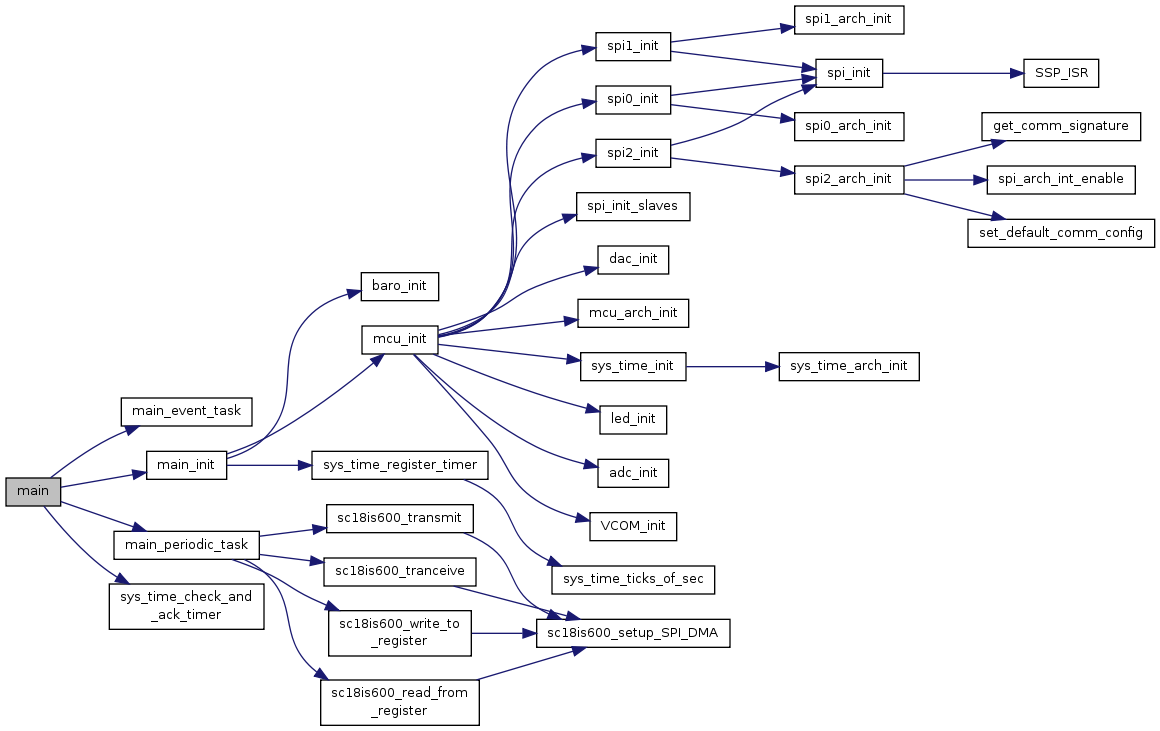 spi1_arch_init
spi1_init
spi_init
SSP_ISR
spi0_init
spi0_arch_init
get_comm_signature
spi2_init
spi2_arch_init
spi_arch_int_enable
spi_init_slaves
set_default_comm_config
dac_init
baro_init
mcu_arch_init
mcu_init
sys_time_init
sys_time_arch_init
main_event_task
led_init
main_init
sys_time_register_timer
adc_init
main
sc18is600_transmit
VCOM_init
main_periodic_task
sc18is600_tranceive
sys_time_ticks_of_sec
sys_time_check_and
_ack_timer
sc18is600_write_to
_register
sc18is600_setup_SPI_DMA
sc18is600_read_from
_register